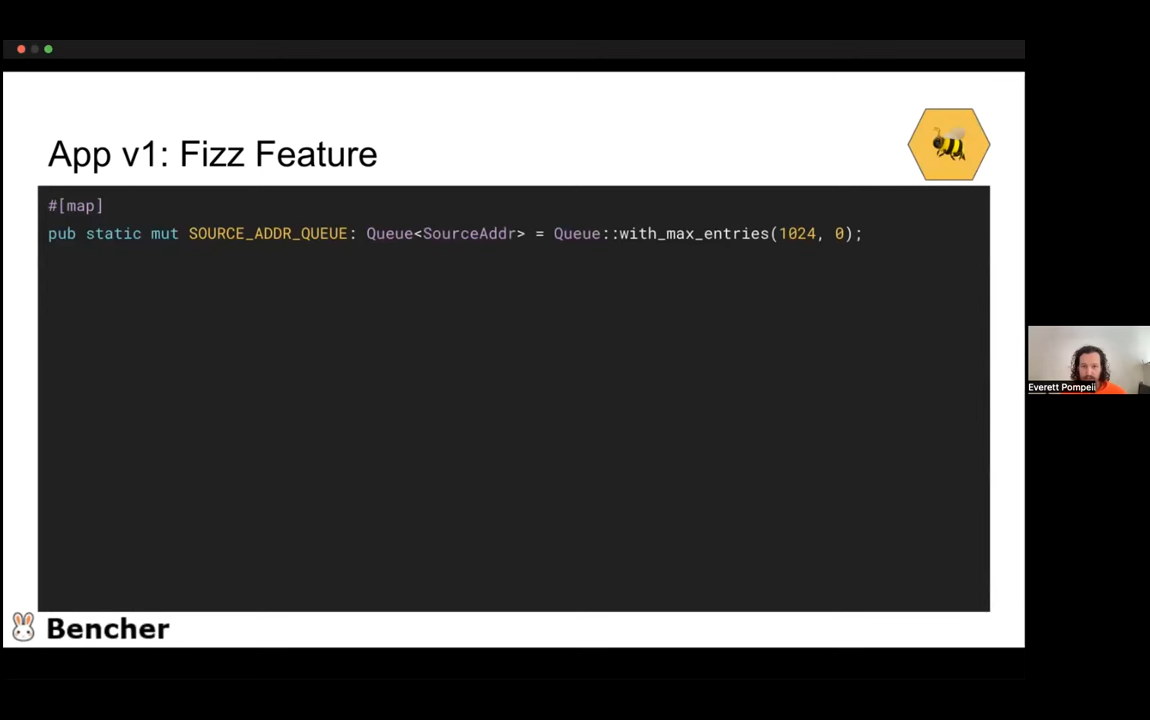 App v1: Fizz Feature
#[map]
pub static mut SOURCE_ADDR_QUEUE: Queue<SourceAddr> = Queue::with_max_entries(1024, 0);
Everett Pompeii
Bencher